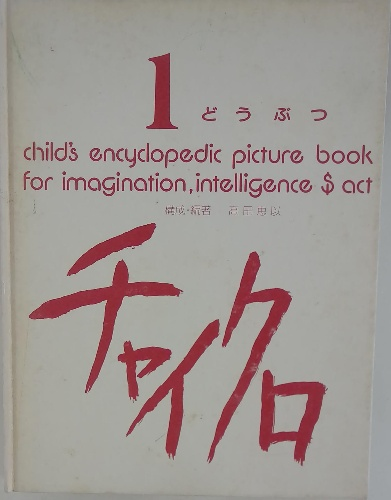 1 どうぶつ
child's encyclopedic picture book
for imagination, intelligence $ act
構成・編著
チャイクロ